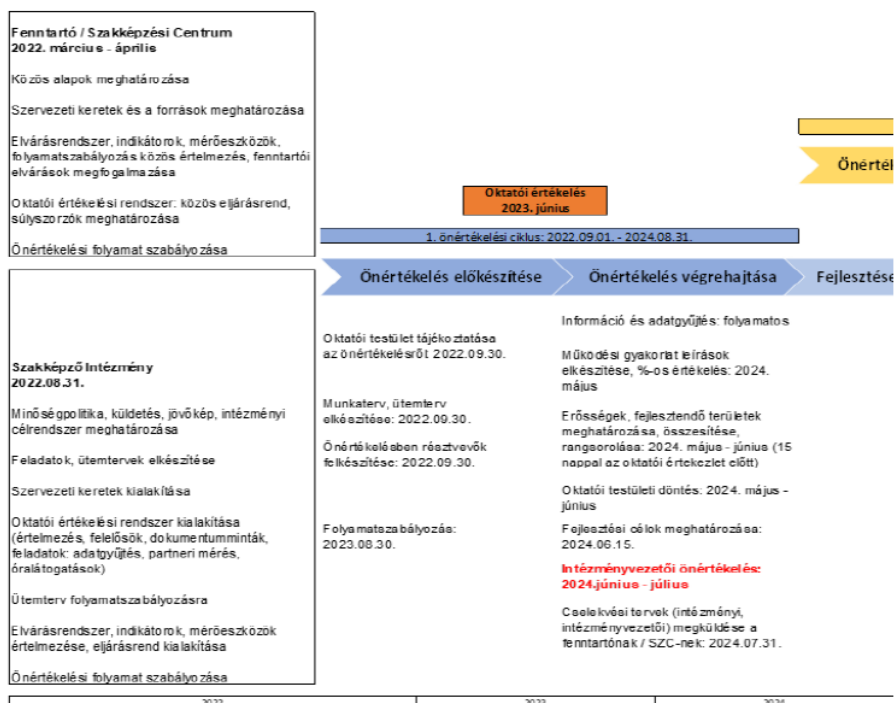 Fenntartó / Szakképzési Centrum
2022. március - április
Közös alapok meghatározása
Szervezeti keretek és a források meghatározása
Elvárásrendszer, indikátorok, mérőeszközök,
folyamatszabályozás közös értelmezés, fenntartói
elvárások megfogalmazása
Oktatói értékelési rendszer: közös eljárásrend,
súlyszorzók meghatározása
Önértékelési folyamat szabályozása
Szakképző Intézmény
2022.08.31.
Minőségpolitika, küldetés, jövőkép, intézményi
célrendszer meghatározása
Feladatok, ütemtervek elkészítése
Szervezeti keretek kialakítása
Oktatói értékelési rendszer kialakítása
(értelmezés, felelősök, dokumentumminták,
feladatok: adatgyűjtés, partneri mérés,
óralátogatások)
Ütemterv folyamatszabályozásra
Elvárásrendszer, indikátorok, mérőeszközök
értelmezése, eljárásrend kialakítása
Önértékelési folyamat szabályozása
Oktatói értékelés
2023. június
1. önértékelési ciklus: 2022.09.01. - 2024.08.31.
Önértékelés előkészítése
Oktatói testület tájékoztatása
az önértékelésről 2022.09.30.
Munkaterv, ütemterv
elkészítése: 2022.09.30.
Önértékelésben résztvevők
felkészítése: 2022.09.30.
Folyamatszabályozás:
2023.08.30.
Önértékelés végrehajtása
Információ és adatgyűjtés: folyamatos
Működési gyakorlat leírások
elkészítése, %-os értékelés: 2024.
május
Erősségek, fejlesztendő területek
meghatározása, összesítése,
rangsorolása: 2024. május - június (15
nappal az oktatói értekezlet előtt)
Oktatói testületi döntés: 2024. május -
június
Fejlesztési célok meghatározása:
2024.06.15.
Intézményvezetői önértékelés:
2024.június - július
Cselekvési tervek (intézményi,
intézményvezetői) megküldése a
fenntartónak / SZC-nek: 2024.07.31.
Önérték
Fejlesztése
2022
2023
2024